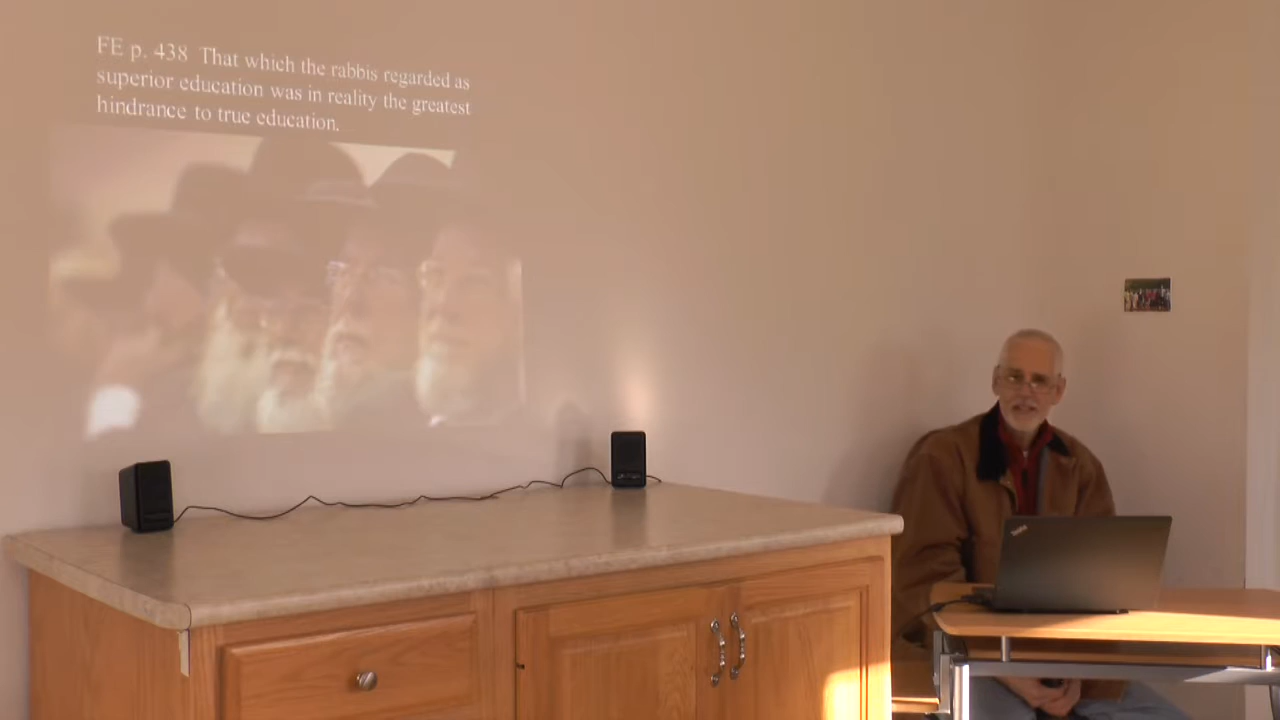 FE p. 438 That which the rabbis regarded as
superior education was in reality the greatest
hindrance to true education.